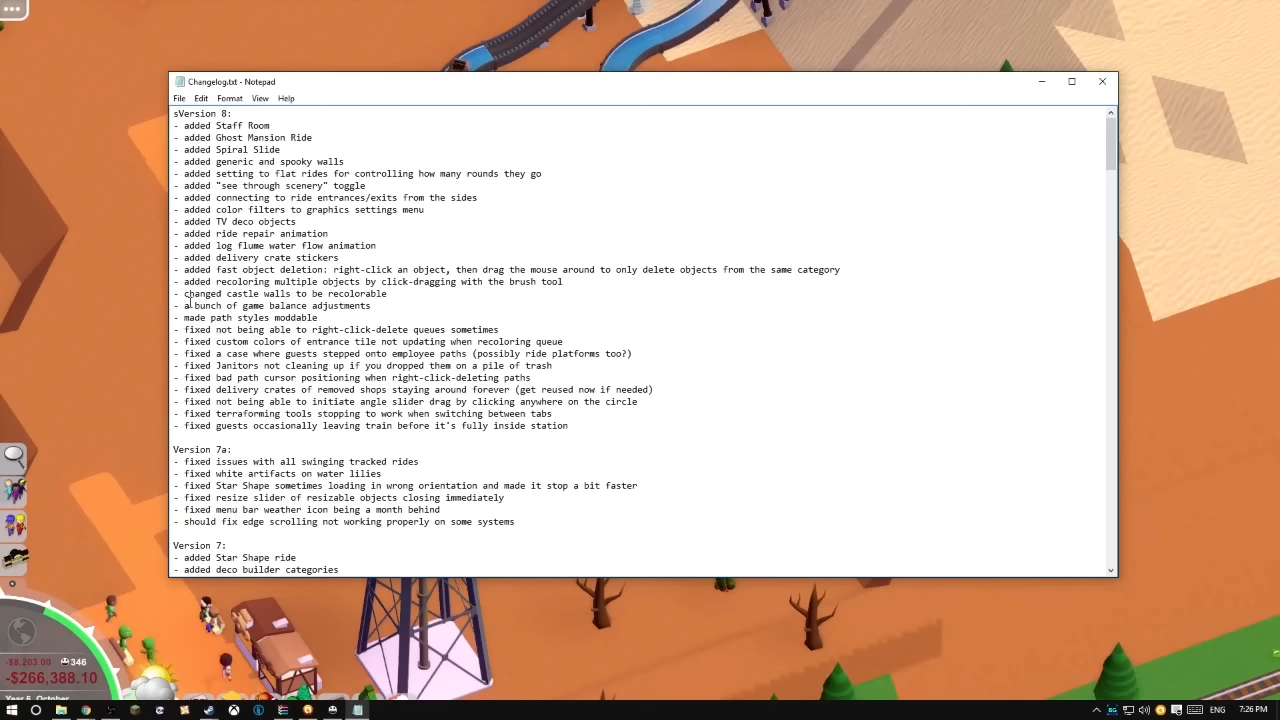 Changelog.txt - Notepad
File Edit Format View Help
sVersion 8:
- added Staff Room
- added Ghost Mansion Ride
- added Spiral Slide
- added generic and spooky walls
- added setting to flat rides for controlling how many rounds they go
- added "see through scenery" toggle
- added connecting to ride entrances/exits from the sides
- added color filters to graphics settings menu
- added TV deco objects
- added ride repair animation
- added log flume water flow animation
- added delivery crate stickers
- added fast object deletion: right-click an object, then drag the mouse around to only delete objects from the same category
- added recoloring multiple objects by click-dragging with the brush tool
- changed castle walls to be recolorable
- a bunch of game balance adjustments
- made path styles moddable
- fixed not being able to right-click-delete queues sometimes
- fixed custom colors of entrance tile not updating when recoloring queue
- fixed a case where guests stepped onto employee paths (possibly ride platforms too?)
- fixed Janitors not cleaning up if you dropped them on a pile of trash
- fixed bad path cursor positioning when right-click-deleting paths
- fixed delivery crates of removed shops staying around forever (get reused now if needed)
- fixed not being able to initiate angle slider drag by clicking anywhere on the circle
- fixed terraforming tools stopping to work when switching between tabs
- fixed guests occasionally leaving train before it's fully inside station
Version 7a:
- fixed issues with all swinging tracked rides
- fixed white artifacts on water lilies
- fixed Star Shape sometimes loading in wrong orientation and made it stop a bit faster
- fixed resize slider of resizable objects closing immediately
- fixed menu bar weather icon being a month behind
- should fix edge scrolling not working properly on some systems
Version 7:
- added Star Shape ride
- added deco builder categories
-$8,203.00 346
-$266,388.10
Year 6, October
ENG 7:26 PM